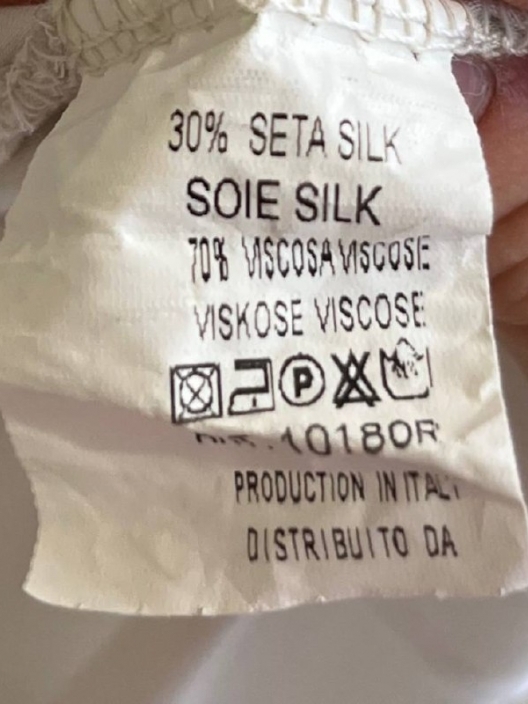 30% SETA SILK
SOIE SILK
70% VISCOSA VISCOSE
VISKOSE VISCOSE
P
10180R
PRODUCTION IN ITALY
DISTRIBUITO DA